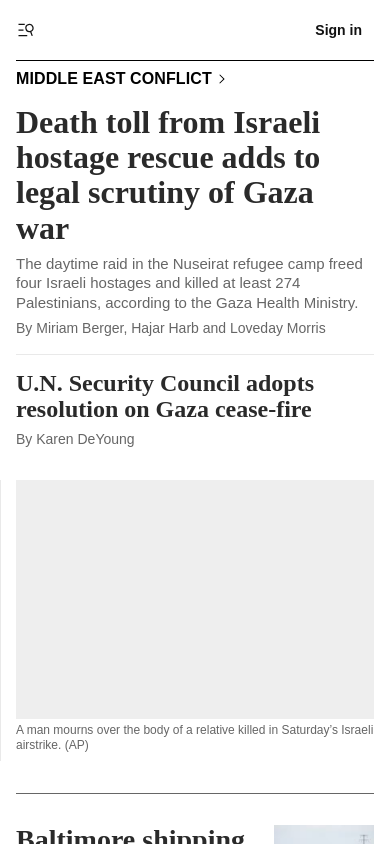 Sign in
MIDDLE EAST CONFLICT
Death toll from Israeli
hostage rescue adds to
legal scrutiny of Gaza
war
The daytime raid in the Nuseirat refugee camp freed
four Israeli hostages and killed at least 274
Palestinians, according to the Gaza Health Ministry.
By Miriam Berger, Hajar Harb and Loveday Morris
U.N. Security Council adopts
resolution on Gaza cease-fire
By Karen DeYoung
A man mourns over the body of a relative killed in Saturday’s Israeli
airstrike. (AP)
Baltimore shipping